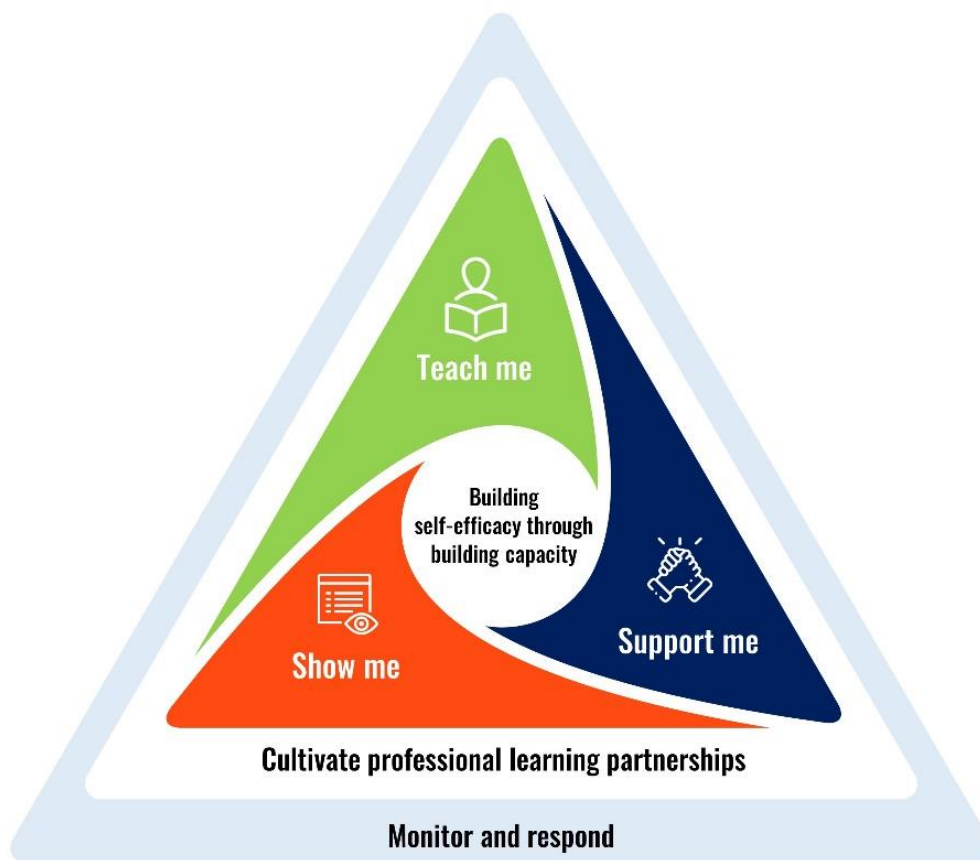 Teach me
Building
self-efficacy through
building capacity
Show me
Support me
Cultivate professional learning partnerships
Monitor and respond